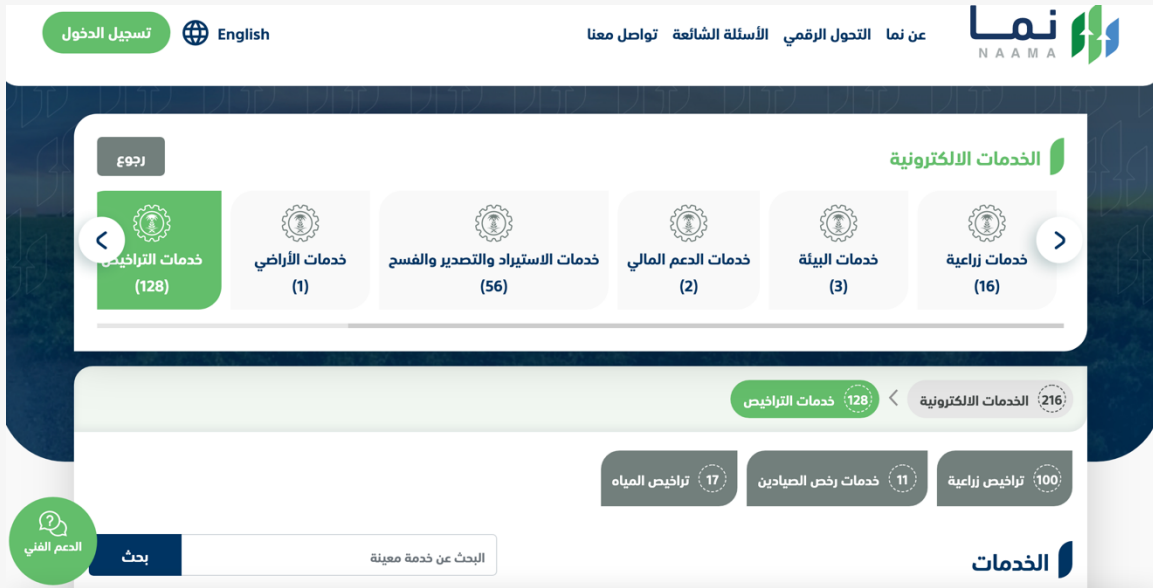 نما
NAAMA
عن نما
التحول الرقمي
الأسئلة الشائعة
تواصل معنا
English
تسجيل الدخول
الخدمات الالكترونية
رجوع
خدمات زراعية
(16)
خدمات البيئة
(3)
خدمات الدعم المالي
(2)
خدمات الاستيراد والتصدير والفسح
(56)
خدمات الأراضي
(1)
خدمات التراخيص
(128)
216 الخدمات الالكترونية
128 خدمات التراخيص
100 تراخيص زراعية
11 خدمات رخص الصيادين
17 تراخيص المياه
الخدمات
البحث عن خدمة معينة
بحث
الدعم الفني